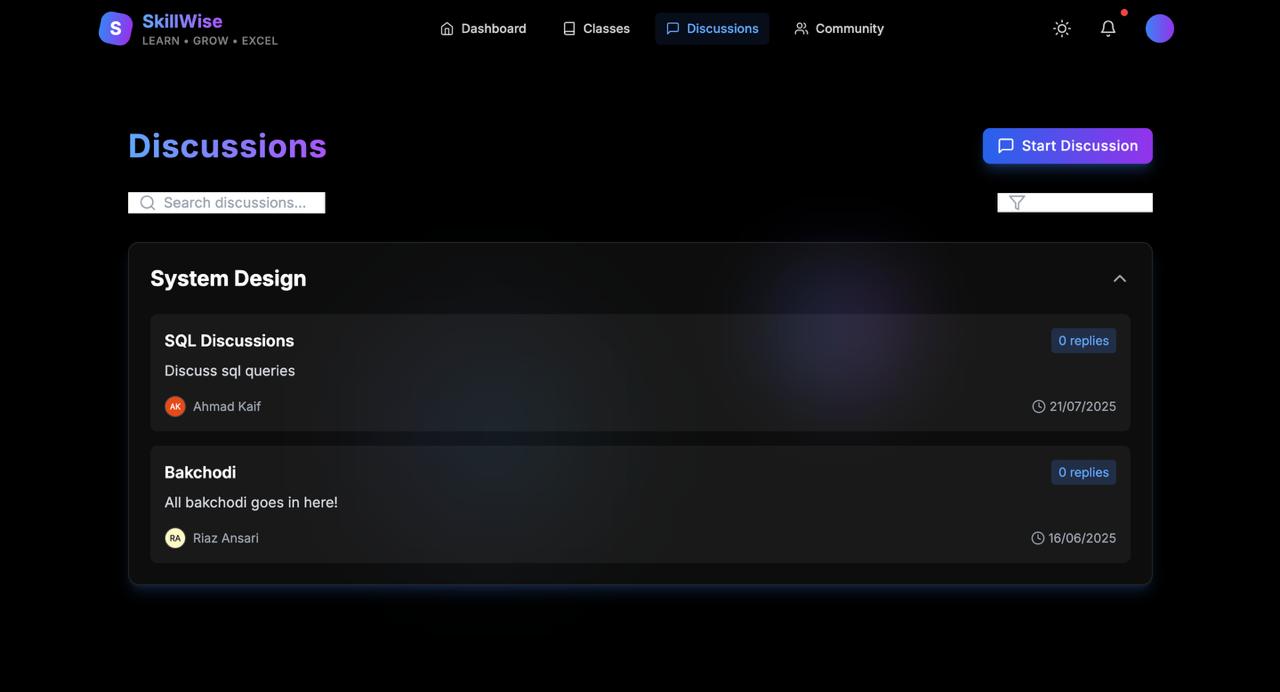 S
SkillWise
LEARN • GROW • EXCEL
Dashboard
Classes
Discussions
Community
Discussions
Start Discussion
Search discussions...
System Design
SQL Discussions
0 replies
Discuss sql queries
AK
Ahmad Kaif
21/07/2025
Bakchodi
0 replies
All bakchodi goes in here!
RA
Riaz Ansari
16/06/2025